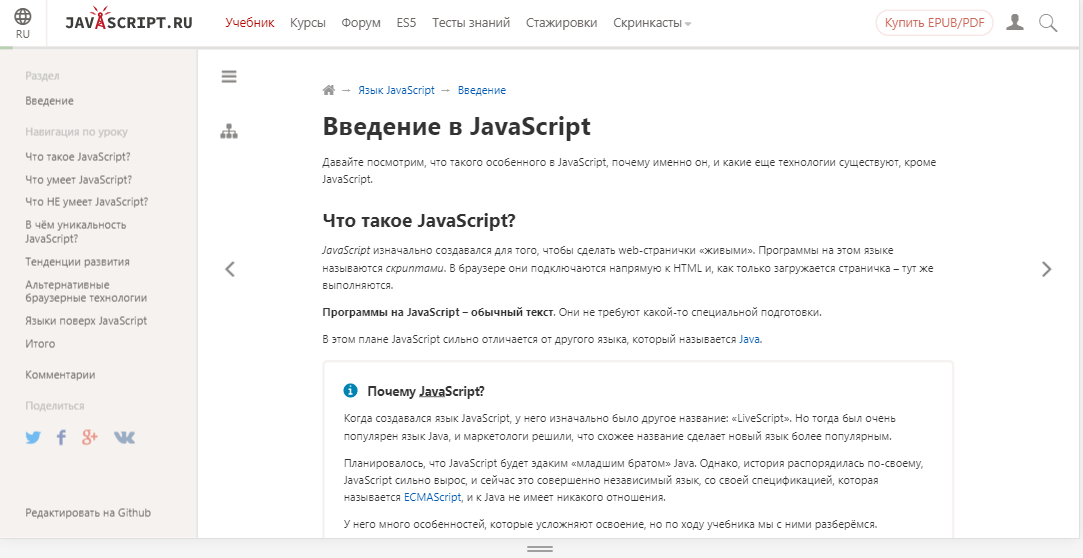 RU
JAVASCRIPT.RU
Учебник Курсы Форум ES5 Тесты знаний Стажировки Скринкасты
Купить EPUB/PDF
Раздел
Введение
Навигация по уроку
Что такое JavaScript?
Что умеет JavaScript?
Что НЕ умеет JavaScript?
В чём уникальность
JavaScript?
Тенденции развития
Альтернативные
браузерные технологии
Языки поверх JavaScript
Итого
Комментарии
Поделиться
Редактировать на Github
→ Язык JavaScript → Введение
Введение в JavaScript
Давайте посмотрим, что такого особенного в JavaScript, почему именно он, и какие еще технологии существуют, кроме
JavaScript.
Что такое JavaScript?
JavaScript изначально создавался для того, чтобы сделать web-странички «живыми». Программы на этом языке
называются скриптами. В браузере они подключаются напрямую к HTML и, как только загружается страничка – тут же
выполняются.
Программы на JavaScript – обычный текст. Они не требуют какой-то специальной подготовки.
В этом плане JavaScript сильно отличается от другого языка, который называется Java.
Почему JavaScript?
Когда создавался язык JavaScript, у него изначально было другое название: «LiveScript». Но тогда был очень
популярен язык Java, и маркетологи решили, что схожее название сделает новый язык более популярным.
Планировалось, что JavaScript будет эдаким «младшим братом» Java. Однако, история распорядилась по-своему,
JavaScript сильно вырос, и сейчас это совершенно независимый язык, со своей спецификацией, которая
называется ECMAScript, и к Java не имеет никакого отношения.
У него много особенностей, которые усложняют освоение, но по ходу учебника мы с ними разберёмся.